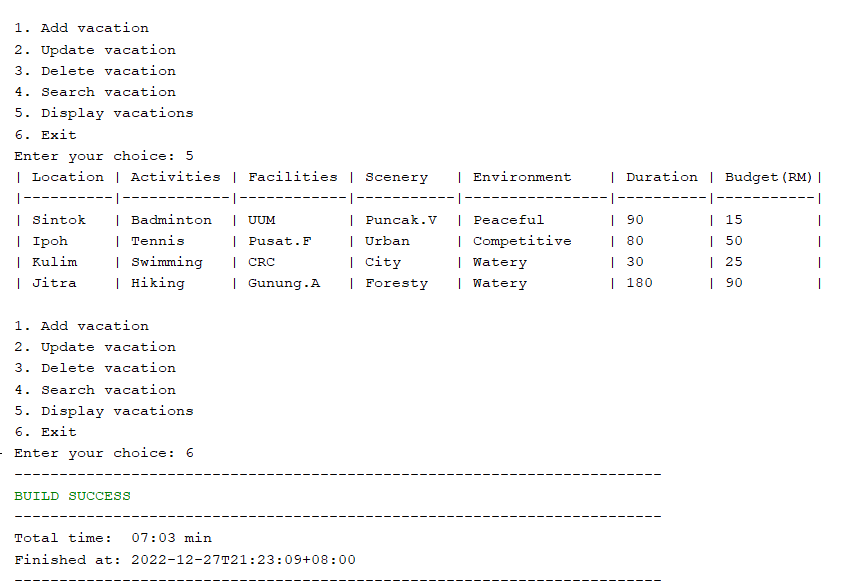 1. Add vacation
2. Update vacation
3. Delete vacation
4. Search vacation
5. Display vacations
6. Exit
Enter your choice: 5
| Location | Activities | Facilities | Scenery   | Environment    | Duration | Budget(RM)|
|----------|------------|------------|-----------|----------------|----------|-----------|
| Sintok   | Badminton  | UUM        | Puncak.V  | Peaceful       | 90       | 15        |
| Ipoh     | Tennis     | Pusat.F    | Urban     | Competitive    | 80       | 50        |
| Kulim    | Swimming   | CRC        | City      | Watery         | 30       | 25        |
| Jitra    | Hiking     | Gunung.A   | Foresty   | Watery         | 180      | 90        |
1. Add vacation
2. Update vacation
3. Delete vacation
4. Search vacation
5. Display vacations
6. Exit
Enter your choice: 6
------------------------------------------------------------------------
BUILD SUCCESS
------------------------------------------------------------------------
Total time:  07:03 min
Finished at: 2022-12-27T21:23:09+08:00
------------------------------------------------------------------------